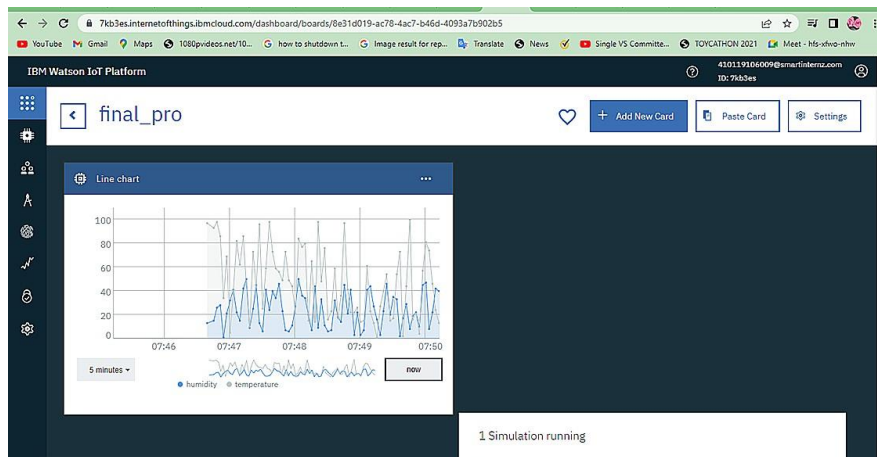 7kb3es.internetofthings.ibmcloud.com/dashboard/boards/8e31d019-ac78-4ac7-b46d-4093a7b902b5
YouTube Gmail Maps 1080pvideos.net/10... how to shutdown t... Image result for rep... Translate News Single VS Committe... TOYCATHON 2021 Meet - hfs-xfwo-nhw
IBM Watson IoT Platform
410119106009@smartinternz.com
ID: 7kb3es
final_pro
+ Add New Card
Paste Card
Settings
Line chart
100
80
60
40
20
0
07:46 07:47 07:48 07:49 07:50
5 minutes
now
humidity temperature
1 Simulation running